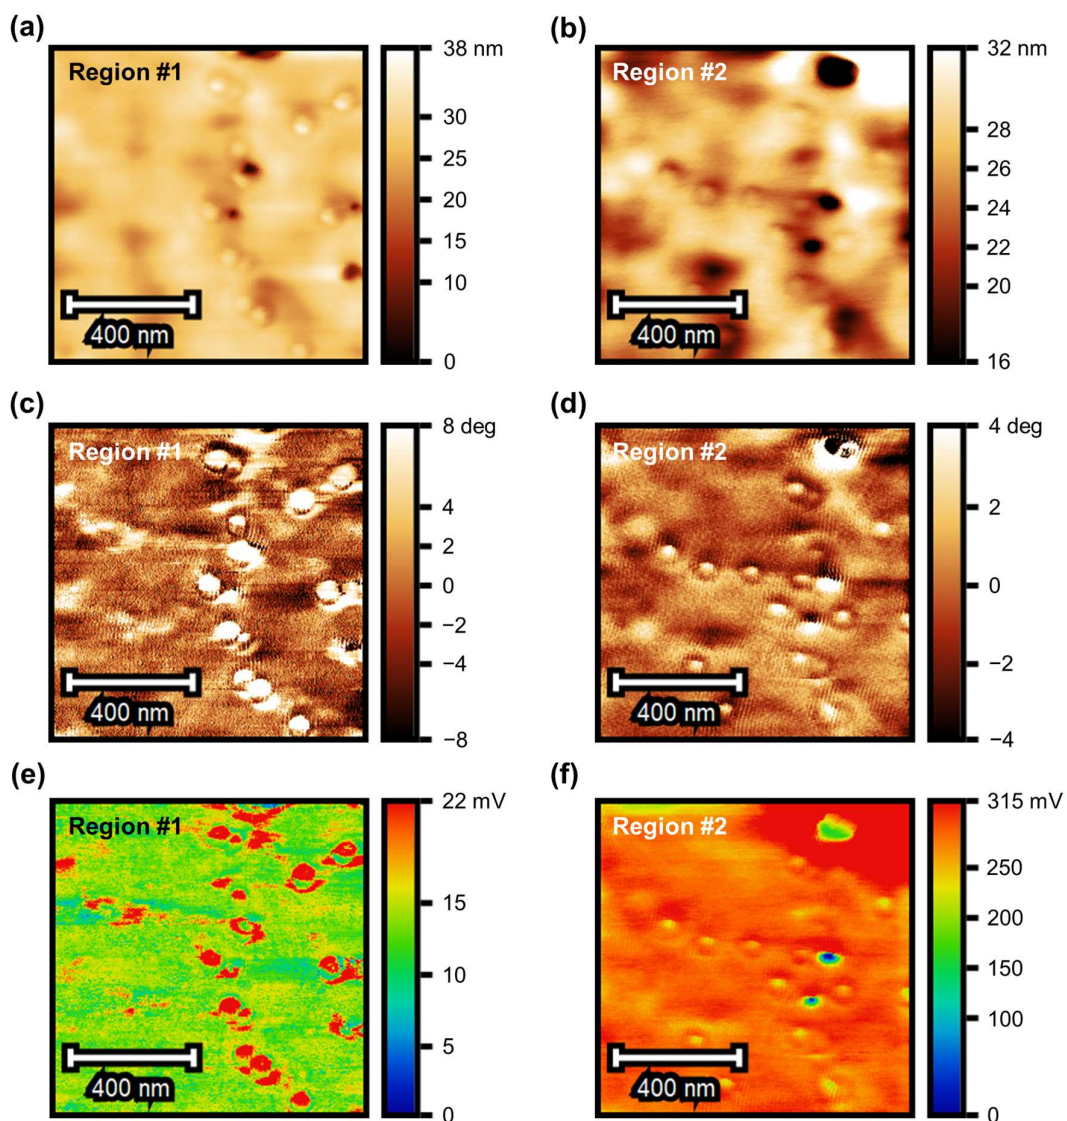 (a)
Region #1
400 nm
38 nm
30
25
20
15
10
0
(b)
Region #2
400 nm
32 nm
28
26
24
22
20
16
(c)
Region #1
400 nm
8 deg
4
2
0
−2
−4
−8
(d)
Region #2
400 nm
4 deg
2
0
−2
−4
(e)
Region #1
400 nm
22 mV
15
10
5
0
(f)
Region #2
400 nm
315 mV
250
200
150
100
0